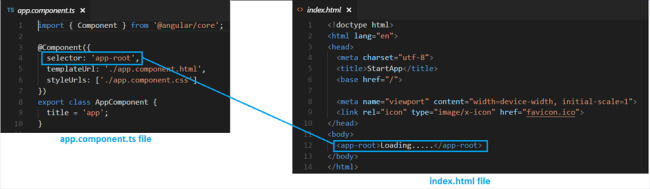 TS app.component.ts ×
1 import { Component } from '@angular/core';
2
3 @Component({
4 selector: 'app-root',
5 templateUrl: './app.component.html',
6 styleUrls: ['./app.component.css']
7 })
8 export class AppComponent {
9 title = 'app';
10 }
app.component.ts file
<> index.html ×
1 <!doctype html>
2 <html lang="en">
3 <head>
4 <meta charset="utf-8">
5 <title>StartApp</title>
6 <base href="/">
7
8 <meta name="viewport" content="width=device-width, initial-scale=1">
9 <link rel="icon" type="image/x-icon" href="favicon.ico">
10 </head>
11 <body>
12 <app-root>Loading.....</app-root>
13 </body>
14 </html>
index.html file